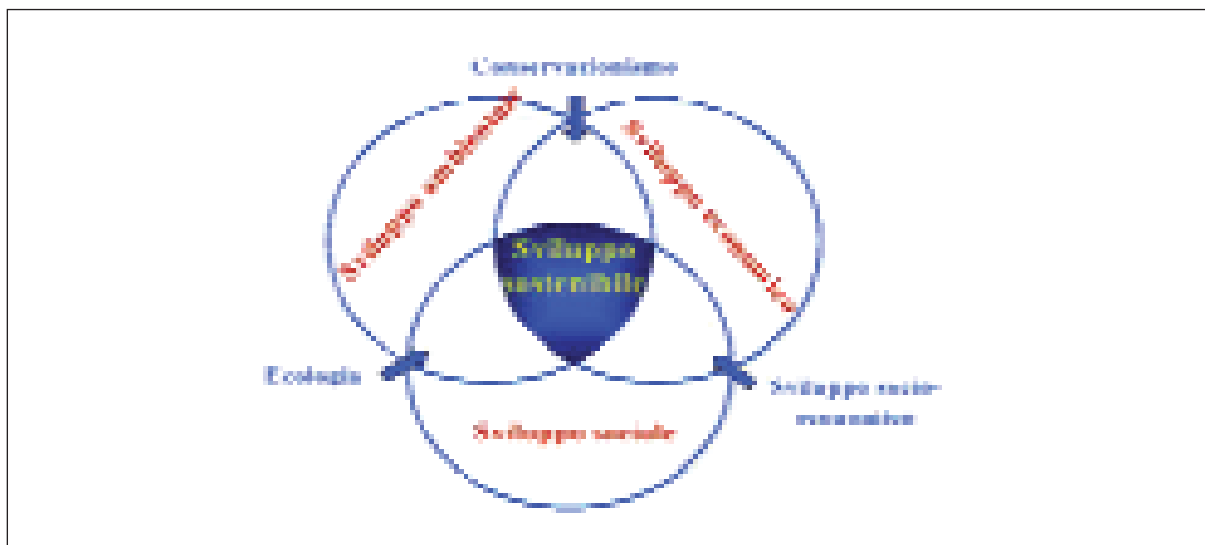 Conservazionismo
Sviluppo ambientale
Sviluppo economico
Sviluppo
sostenibile
Ecologia
Sviluppo socio-
economico
Sviluppo sociale